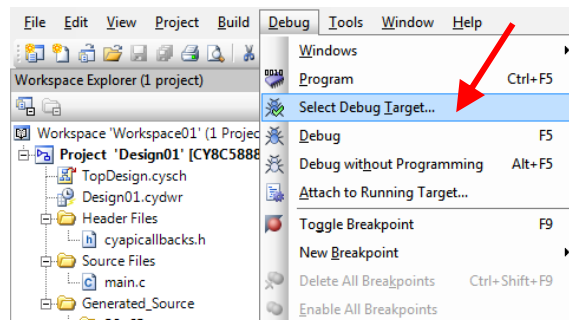 File Edit View Project Build Debug Tools Window Help
Workspace Explorer (1 project)
Workspace 'Workspace01' (1 Projec
Project 'Design01' [CY8C5888
TopDesign.cysch
Design01.cydwr
Header Files
cyapicallbacks.h
Source Files
main.c
Generated_Source
Windows
Program Ctrl+F5
Select Debug Target...
Debug F5
Debug without Programming Alt+F5
Attach to Running Target...
Toggle Breakpoint F9
New Breakpoint
Delete All Breakpoints Ctrl+Shift+F9
Enable All Breakpoints